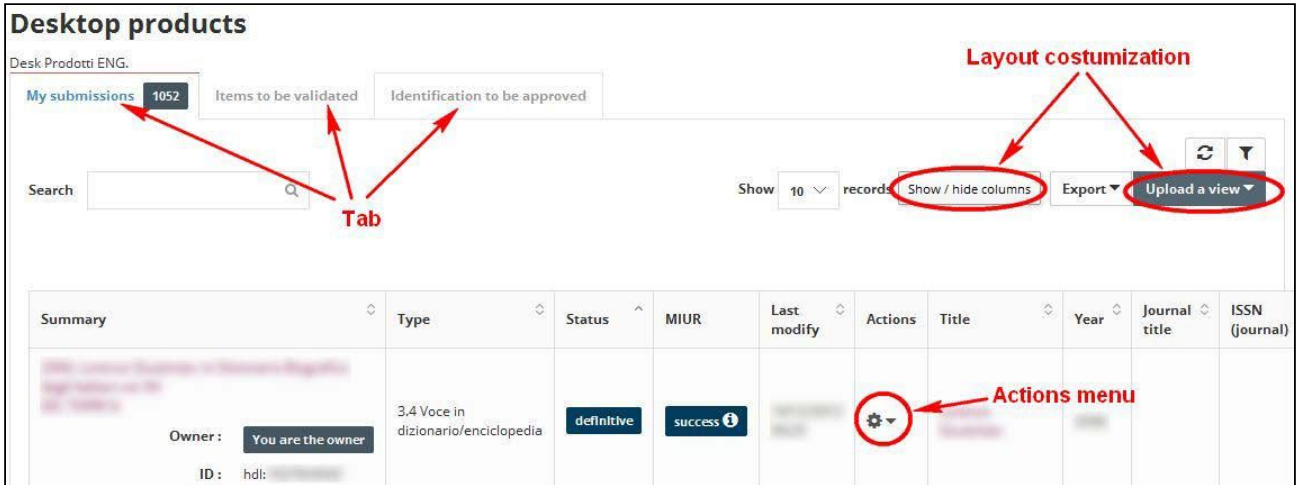 Desktop products
Desk Prodotti ENG.
Layout costumization
My submissions 1052 Items to be validated Identification to be approved
Search Show 10 records Show / hide columns Export Upload a view
Tab
Summary Type Status MIUR Last modify Actions Title Year Journal title ISSN (journal)
Actions menu
3.4 Voce in
dizionario/enciclopedia
definitive success
Owner : You are the owner
ID : hdl: